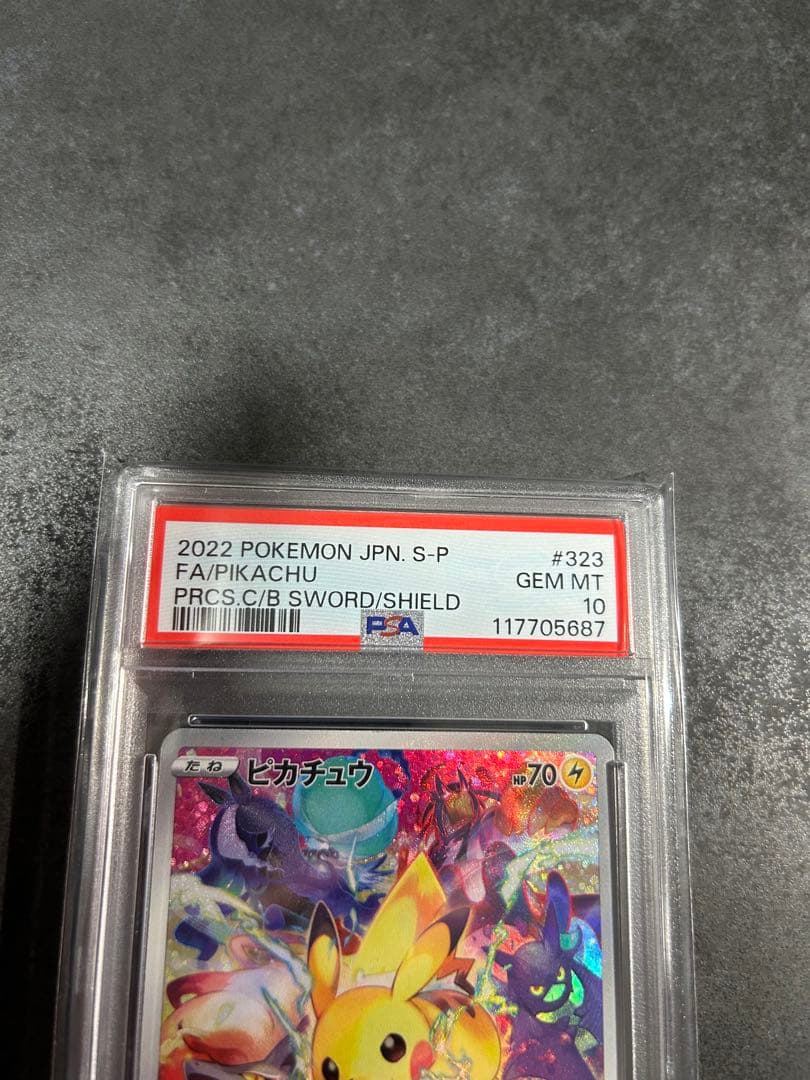 2022 POKEMON JPN. S-P #323
FA/PIKACHU GEM MT
PRCS.C/B SWORD/SHIELD 10
PSA 117705687
たね ピカチュウ HP70